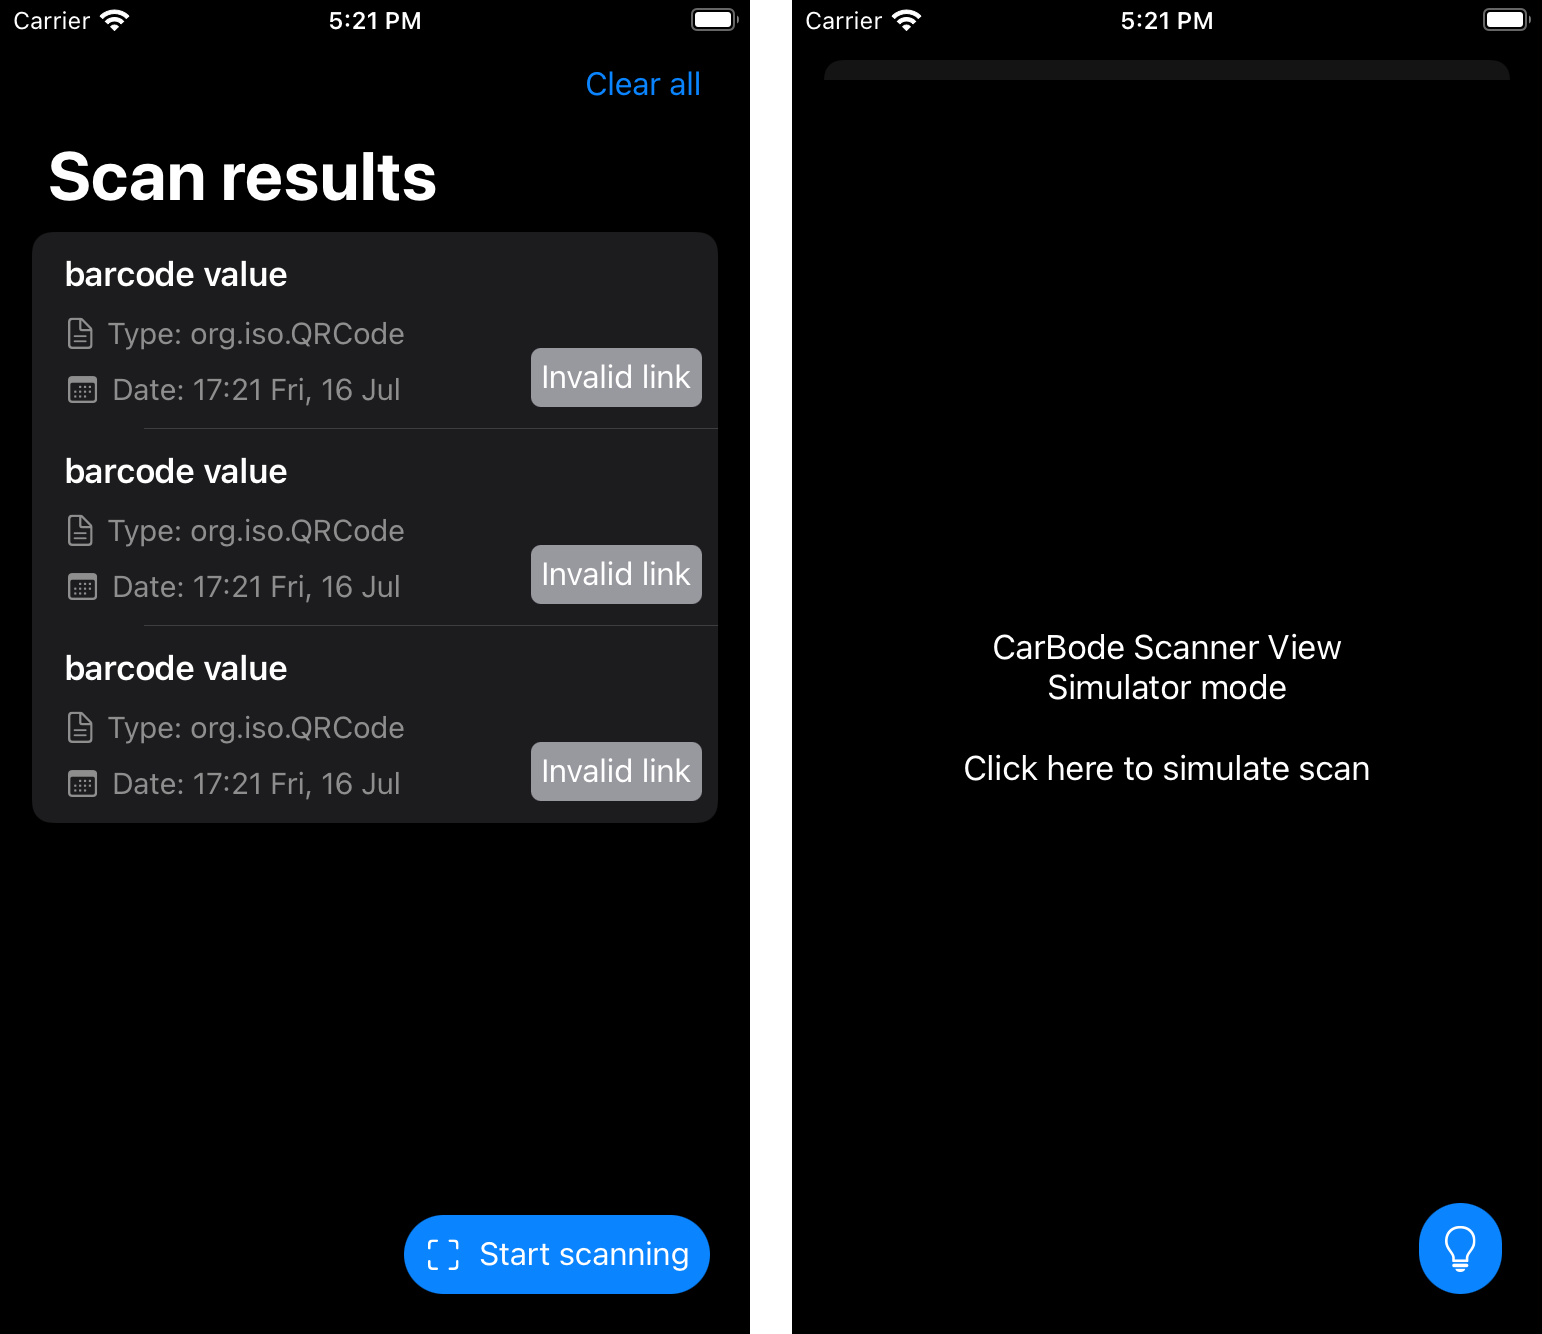 Carrier
5:21 PM
Clear all
Scan results
barcode value
Type: org.iso.QRCode
Date: 17:21 Fri, 16 Jul
Invalid link
barcode value
Type: org.iso.QRCode
Date: 17:21 Fri, 16 Jul
Invalid link
barcode value
Type: org.iso.QRCode
Date: 17:21 Fri, 16 Jul
Invalid link
Start scanning
Carrier
5:21 PM
CarBode Scanner View
Simulator mode
Click here to simulate scan